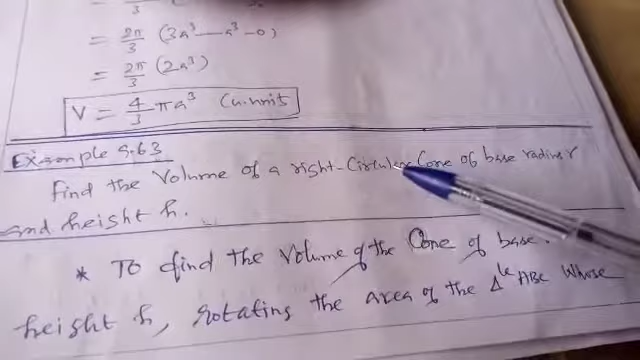 = 2π/3 (3a³ — a³ — 0)
= 2π/3 (2a³)
V = 4/3 πa³ Cu.units
Example 9.63
Find the Volume of a right-Circular Cone of base radius r
and height h.
* To find the Volume of the Cone of base.
height h, rotating the area of the Δle ABC Whose